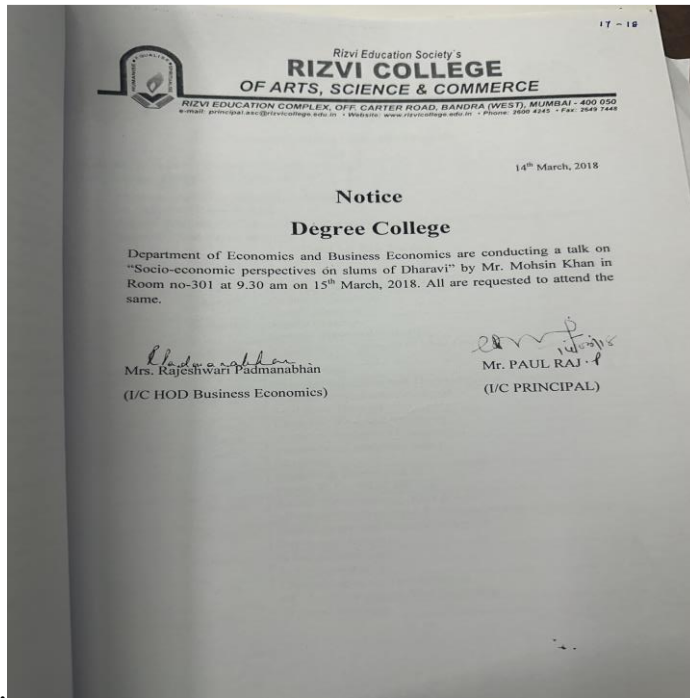 17 - 18
Rizvi Education Society's
RIZVI COLLEGE
OF ARTS, SCIENCE & COMMERCE
RIZVI EDUCATION COMPLEX, OFF. CARTER ROAD, BANDRA (WEST), MUMBAI - 400 050
e-mail: principal.asc@rizvicollege.edu.in • Website: www.rizvicollege.edu.in • Phone: 2600 4245 • Fax: 2649 7448
14th March, 2018
Notice
Degree College
Department of Economics and Business Economics are conducting a talk on
“Socio-economic perspectives on slums of Dharavi” by Mr. Mohsin Khan in
Room no-301 at 9.30 am on 15th March, 2018. All are requested to attend the
same.
Mrs. Rajeshwari Padmanabhan
Mr. PAUL RAJ . P
(I/C HOD Business Economics)
(I/C PRINCIPAL)